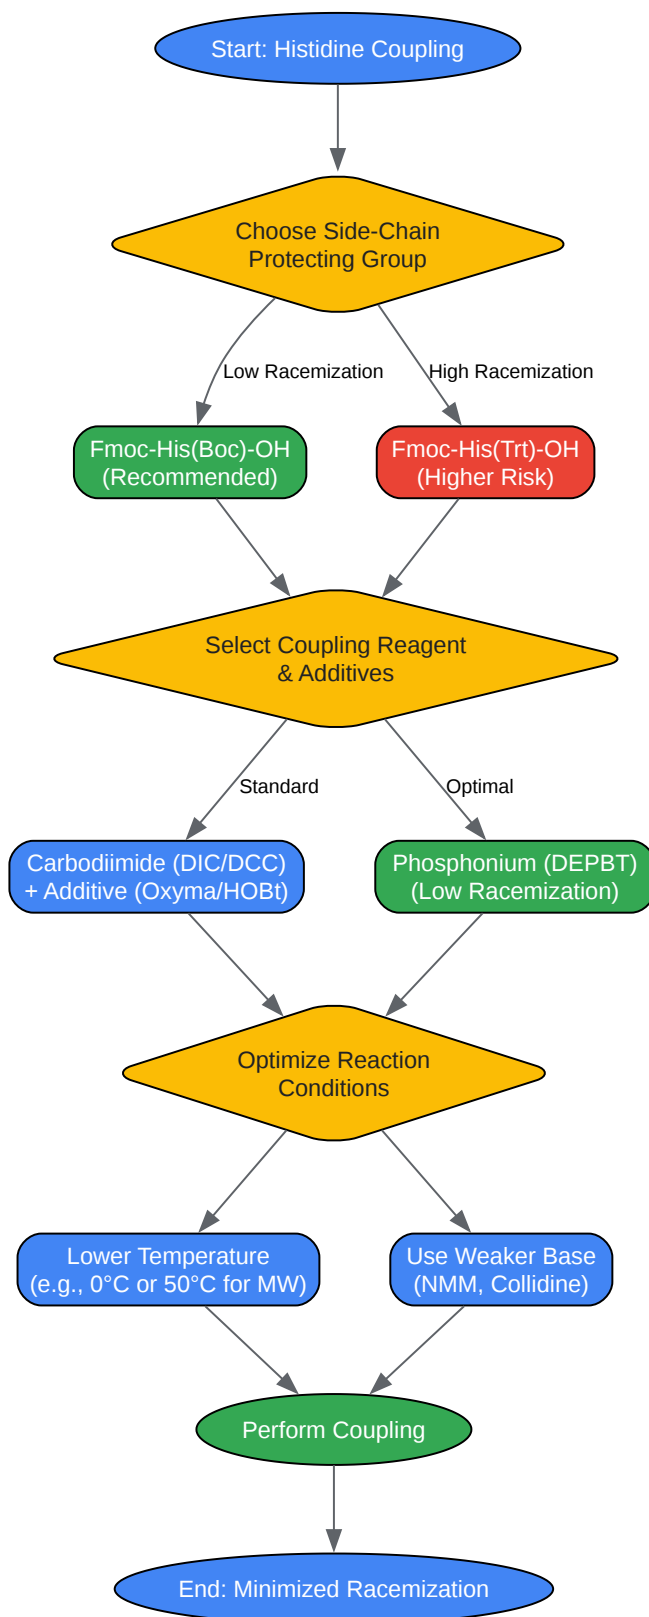 Start: Histidine Coupling
Choose Side-Chain
Protecting Group
Low Racemization
High Racemization
Fmoc-His(Boc)-OH
(Recommended)
Fmoc-His(Trt)-OH
(Higher Risk)
Select Coupling Reagent
& Additives
Standard
Optimal
Carbodiimide (DIC/DCC)
+ Additive (Oxyma/HOBt)
Phosphonium (DEPBT)
(Low Racemization)
Optimize Reaction
Conditions
Lower Temperature
(e.g., 0°C or 50°C for MW)
Use Weaker Base
(NMM, Collidine)
Perform Coupling
End: Minimized Racemization